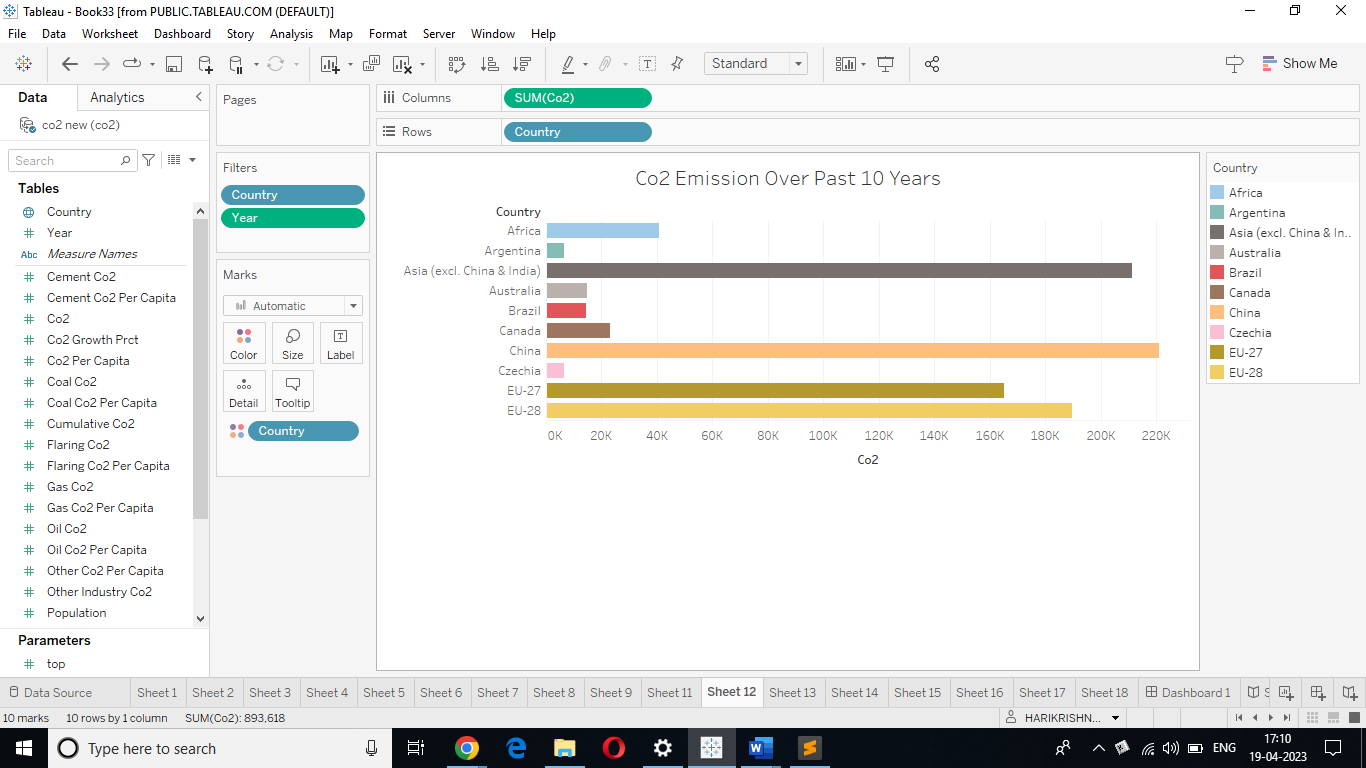 Tableau - Book33 [from PUBLIC.TABLEAU.COM (DEFAULT)]
File Data Worksheet Dashboard Story Analysis Map Format Server Window Help
Standard
Show Me
Data Analytics
co2 new (co2)
Search
Tables
Country
Year
Abc Measure Names
Cement Co2
Cement Co2 Per Capita
Co2
Co2 Growth Prct
Co2 Per Capita
Coal Co2
Coal Co2 Per Capita
Cumulative Co2
Flaring Co2
Flaring Co2 Per Capita
Gas Co2
Gas Co2 Per Capita
Oil Co2
Oil Co2 Per Capita
Other Co2 Per Capita
Other Industry Co2
Population
Parameters
top
Pages
Filters
Country
Year
Marks
Automatic
Color Size Label
Detail Tooltip
Country
Columns SUM(Co2)
Rows Country
Co2 Emission Over Past 10 Years
Country
Africa
Argentina
Asia (excl. China & India)
Australia
Brazil
Canada
China
Czechia
EU-27
EU-28
0K 20K 40K 60K 80K 100K 120K 140K 160K 180K 200K 220K
Co2
Country
Africa
Argentina
Asia (excl. China & In..
Australia
Brazil
Canada
China
Czechia
EU-27
EU-28
Data Source Sheet 1 Sheet 2 Sheet 3 Sheet 4 Sheet 5 Sheet 6 Sheet 7 Sheet 8 Sheet 9 Sheet 11 Sheet 12 Sheet 13 Sheet 14 Sheet 15 Sheet 16 Sheet 17 Sheet 18 Dashboard 1 S
10 marks 10 rows by 1 column SUM(Co2): 893,618 HARIKRISHN...
Type here to search
ENG
17:10
19-04-2023